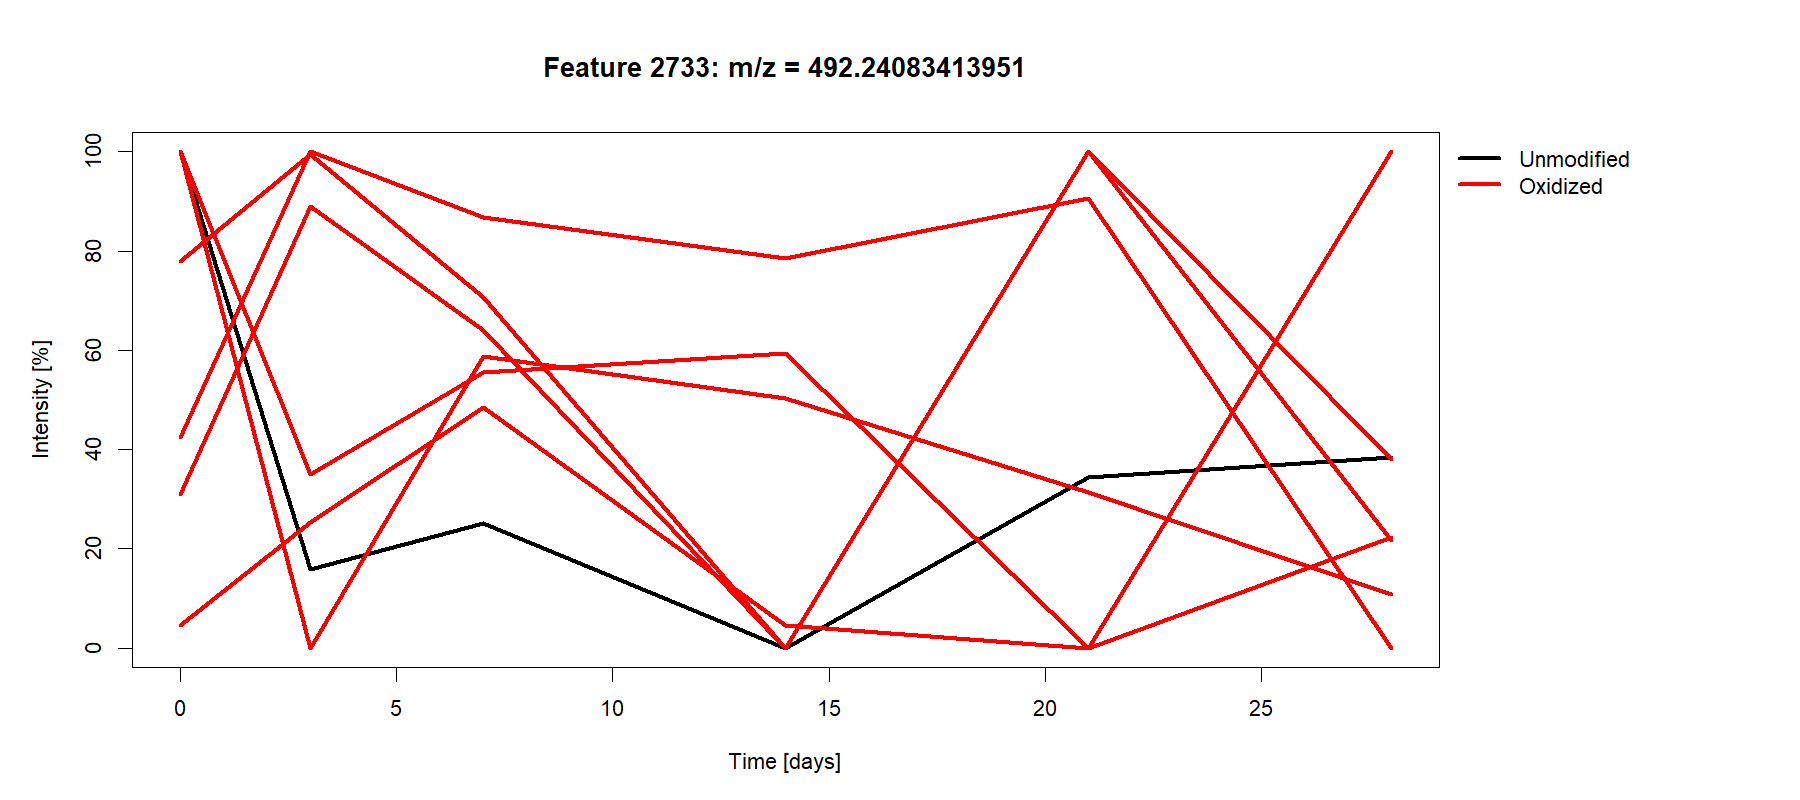 Feature 2733: m/z = 492.24083413951
Unmodified
Oxidized
Intensity [%]
100
80
60
40
20
0
0 5 10 15 20 25
Time [days]